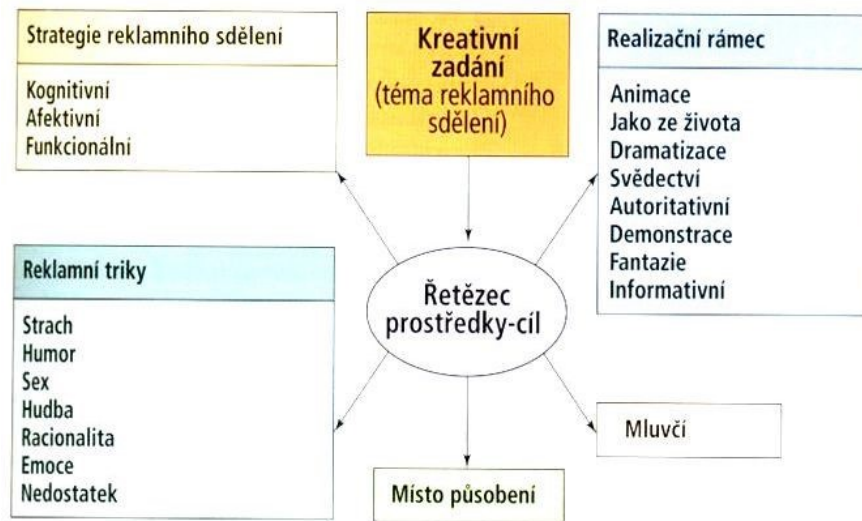 Strategie reklamního sdělení
Kognitivní
Afektivní
Funkcionální
Kreativní
zadání
(téma reklamního
sdělení)
Realizační rámec
Animace
Jako ze života
Dramatizace
Svědectví
Autoritativní
Demonstrace
Fantazie
Informativní
Reklamní triky
Strach
Humor
Sex
Hudba
Racionalita
Emoce
Nedostatek
Řetězec
prostředky-cíl
Místo působení
Mluvčí